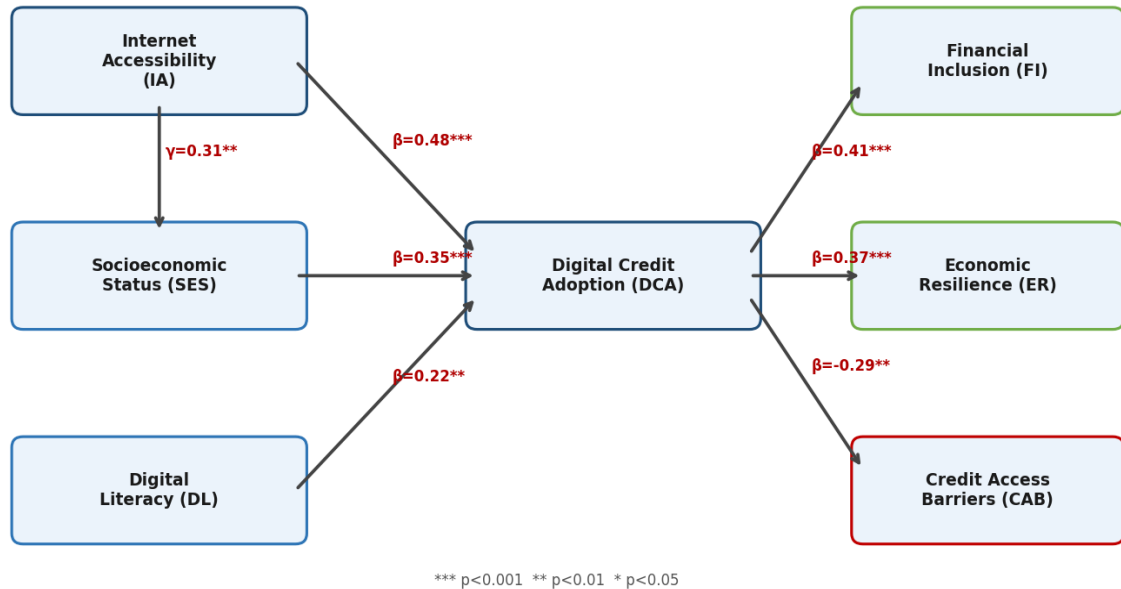 Internet
Accessibility
(IA)
Financial
Inclusion (FI)
β=0.48***
γ=0.31**
β=0.41***
Socioeconomic
Status (SES)
β=0.35***
Digital Credit
Adoption (DCA)
β=0.37***
Economic
Resilience (ER)
β=0.22**
β=-0.29**
Digital
Literacy (DL)
Credit Access
Barriers (CAB)
*** p<0.001  ** p<0.01  * p<0.05